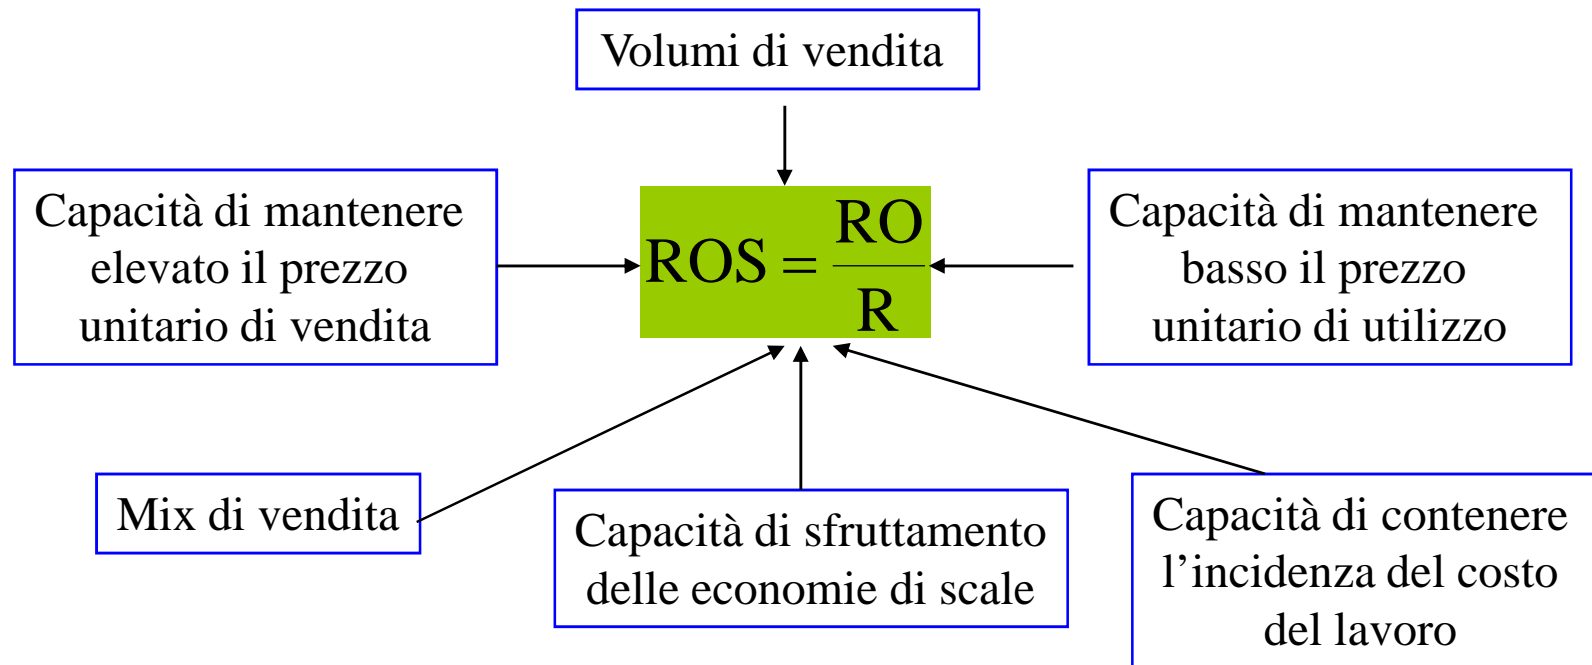 Volumi di vendita
Capacità di mantenere
elevato il prezzo
unitario di vendita
ROS = RO/R
Capacità di mantenere
basso il prezzo
unitario di utilizzo
Mix di vendita
Capacità di sfruttamento
delle economie di scale
Capacità di contenere
l’incidenza del costo
del lavoro